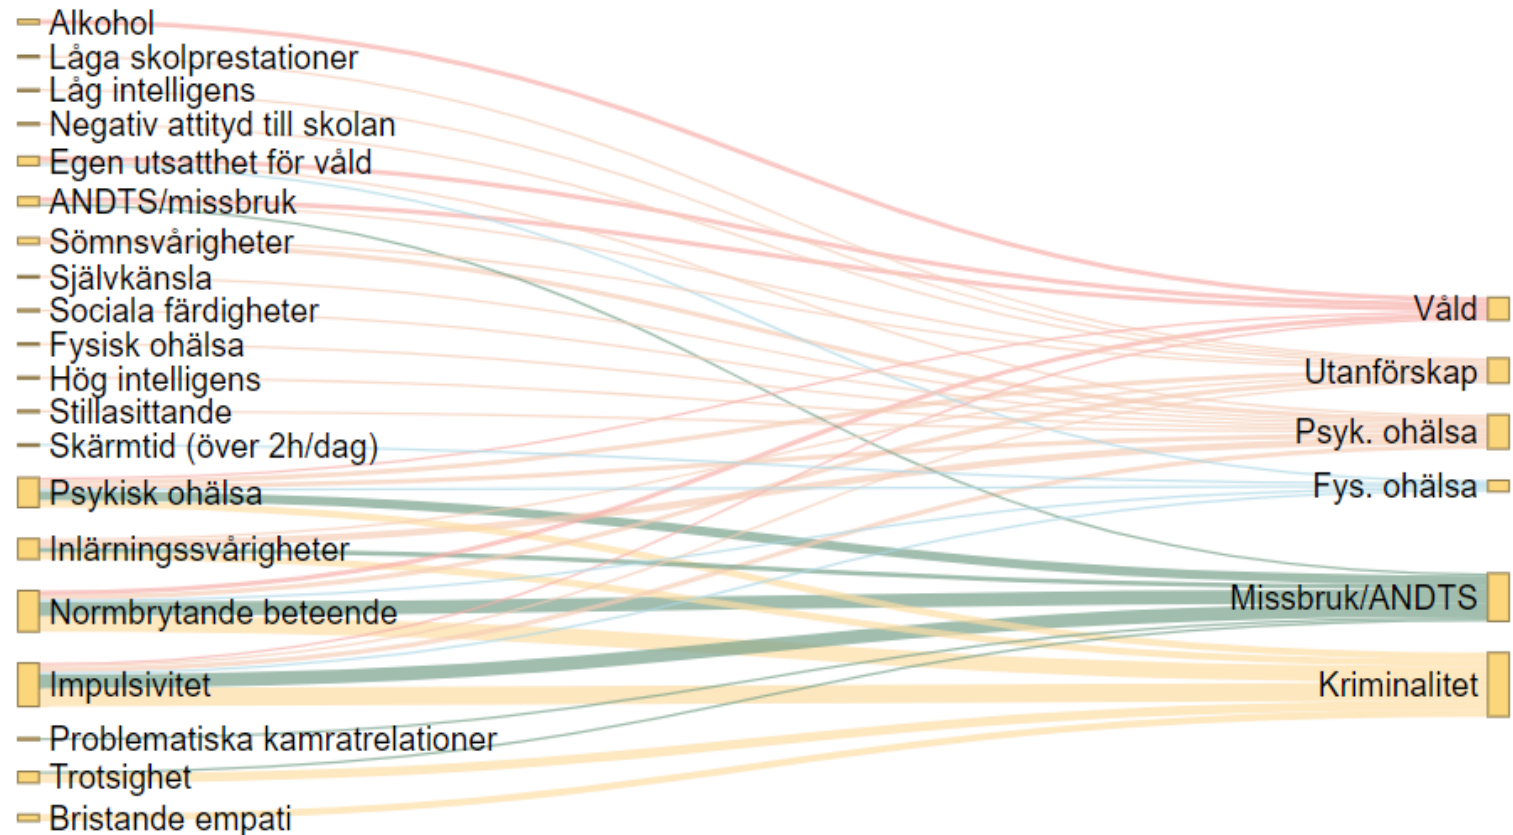 Alkohol
Låga skolprestationer
Låg intelligens
Negativ attityd till skolan
Egen utsatthet för våld
ANDTS/missbruk
Sömnsvårigheter
Självkänsla
Sociala färdigheter
Fysisk ohälsa
Hög intelligens
Stillasittande
Skärmtid (över 2h/dag)
Psykisk ohälsa
Inlärningssvårigheter
Normbrytande beteende
Impulsivitet
Problematiska kamratrelationer
Trotsighet
Bristande empati
Våld
Utanförskap
Psyk. ohälsa
Fys. ohälsa
Missbruk/ANDTS
Kriminalitet